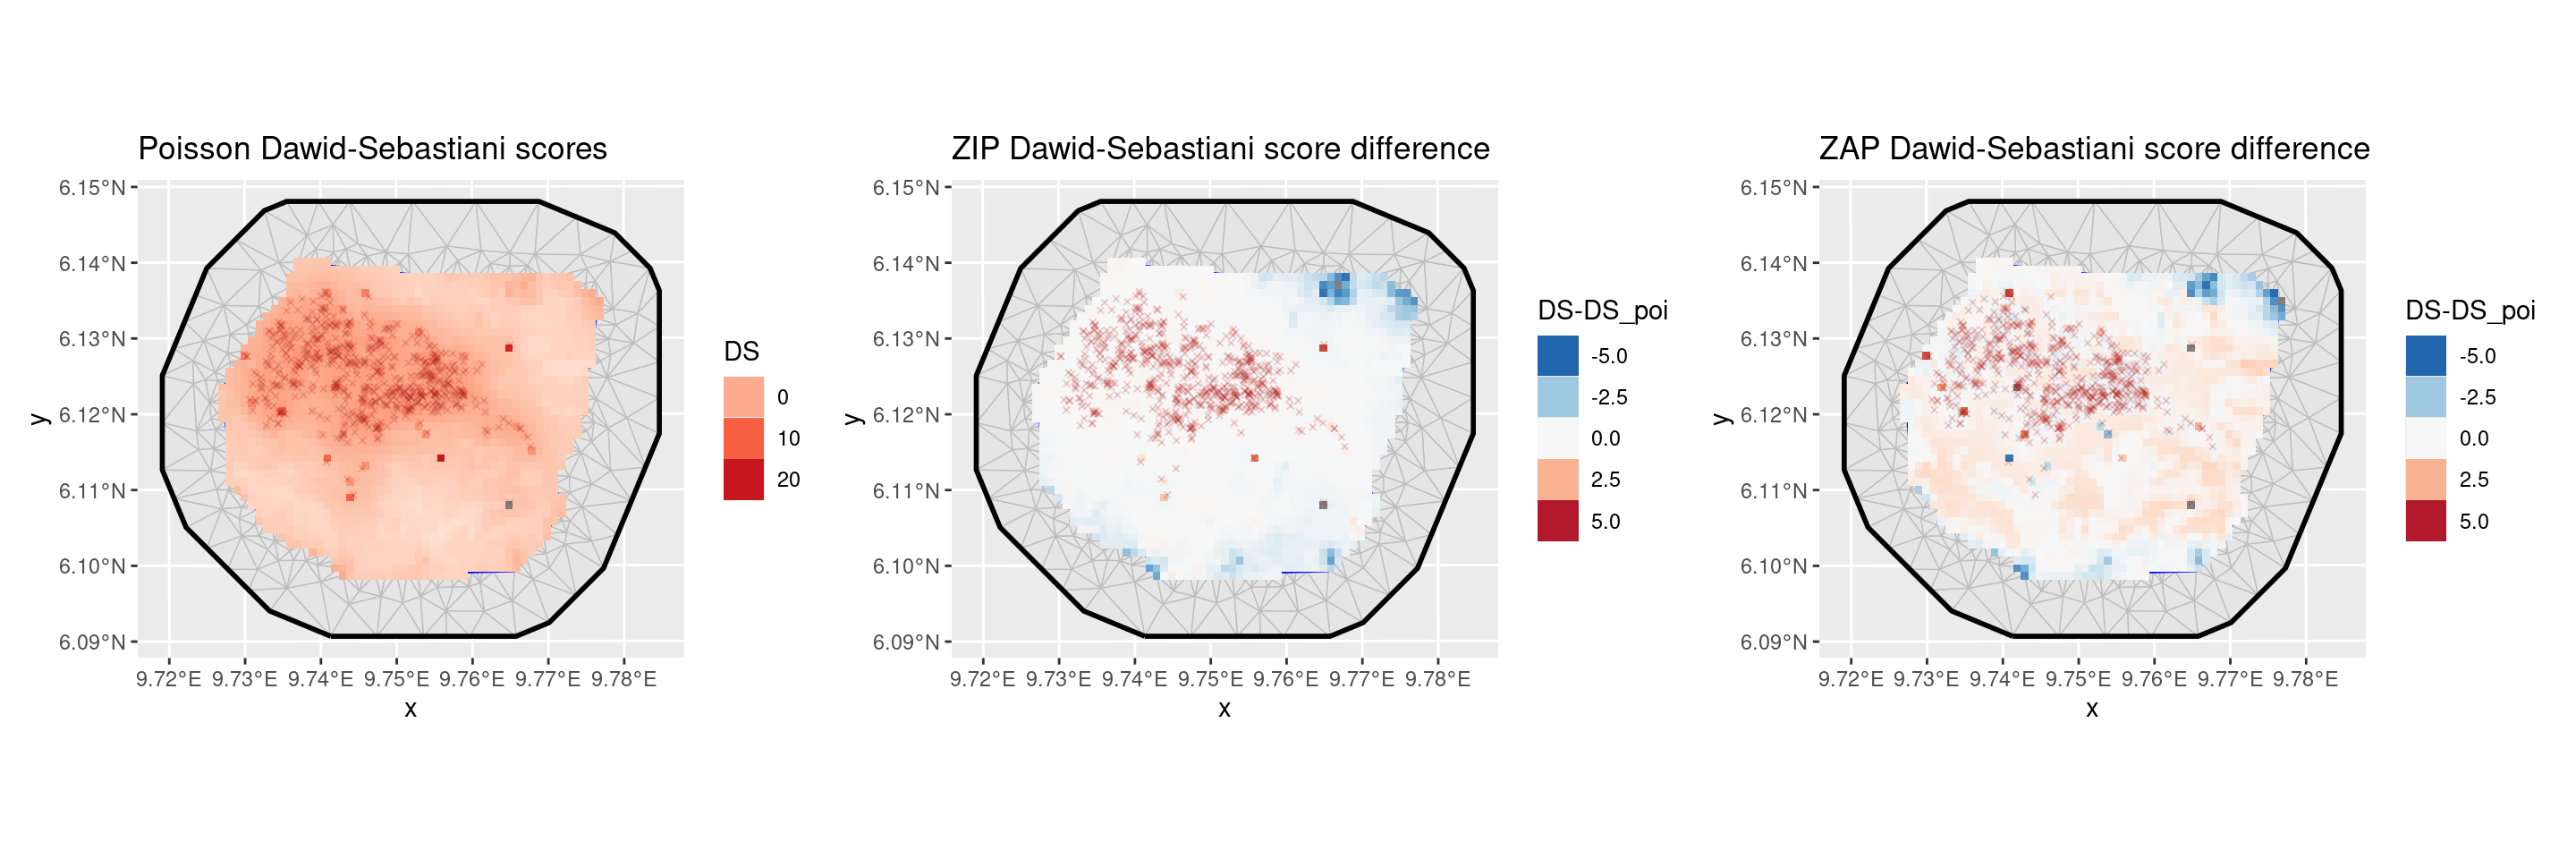 Poisson Dawid-Sebastiani scores
6.15°N
6.14°N
6.13°N
6.12°N
6.11°N
6.10°N
6.09°N
y
9.72°E 9.73°E 9.74°E 9.75°E 9.76°E 9.77°E 9.78°E
x
DS
0
10
20
ZIP Dawid-Sebastiani score difference
6.15°N
6.14°N
6.13°N
6.12°N
6.11°N
6.10°N
6.09°N
y
9.72°E 9.73°E 9.74°E 9.75°E 9.76°E 9.77°E 9.78°E
x
DS-DS_poi
-5.0
-2.5
0.0
2.5
5.0
ZAP Dawid-Sebastiani score difference
6.15°N
6.14°N
6.13°N
6.12°N
6.11°N
6.10°N
6.09°N
y
9.72°E 9.73°E 9.74°E 9.75°E 9.76°E 9.77°E 9.78°E
x
DS-DS_poi
-5.0
-2.5
0.0
2.5
5.0